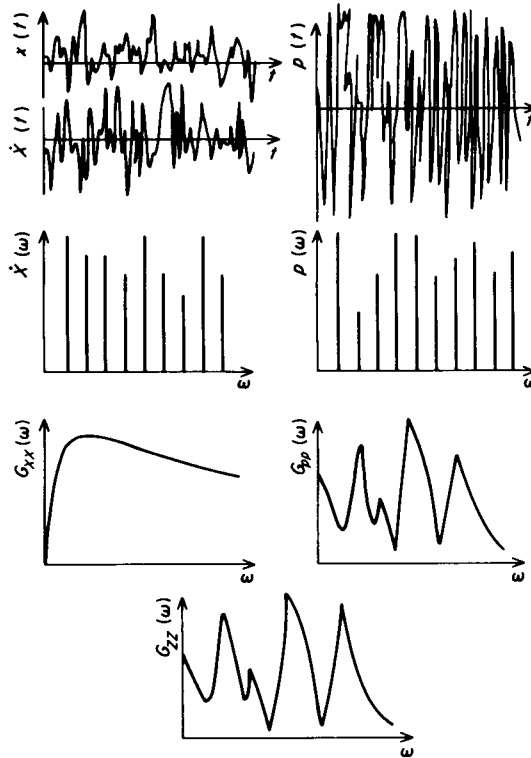 x (t)
t
ρ (t)
t
Ẋ (t)
t
Ẋ (ω)
ω
ρ (ω)
ω
G_XX (ω)
ω
G_pp (ω)
ω
G_ZZ (ω)
ω